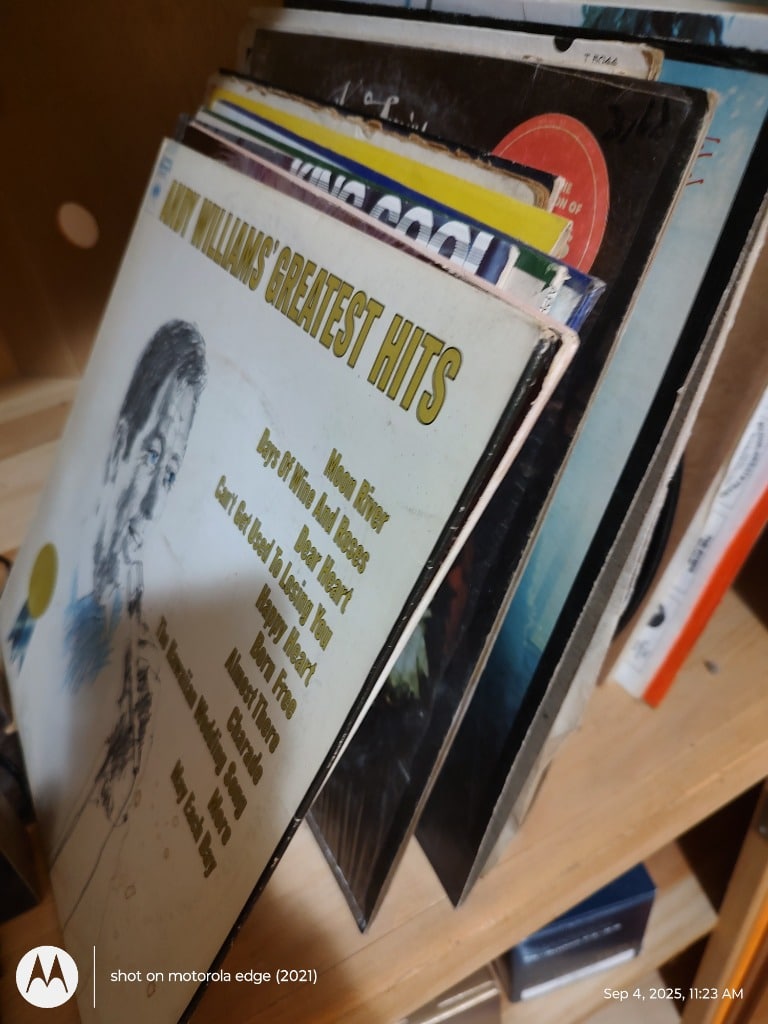 T 5044
KING COOL
ANDY WILLIAMS' GREATEST HITS
Moon River
Days Of Wine And Roses
Dear Heart
Can't Get Used To Losing You
Happy Heart
Born Free
Almost There
Charade
The Hawaiian Wedding Song
More
May Each Day
shot on motorola edge (2021)
Sep 4, 2025, 11:23 AM